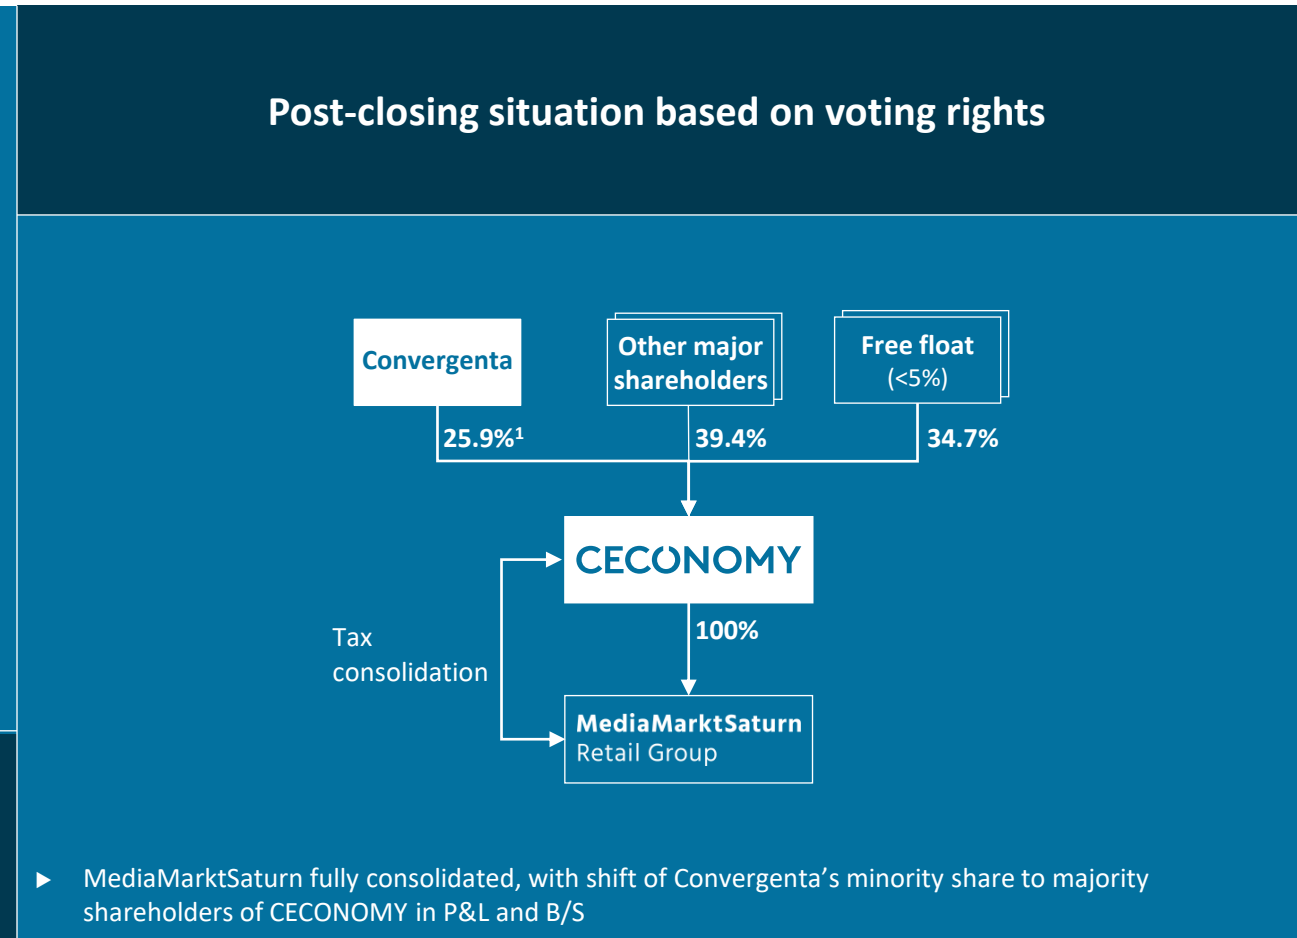 Post-closing situation based on voting rights
Convergenta
Other major
shareholders
Free float
(<5%)
25.9%¹
39.4%
34.7%
CECONOMY
100%
Tax
consolidation
MediaMarktSaturn
Retail Group
▶ MediaMarktSaturn fully consolidated, with shift of Convergenta’s minority share to majority
shareholders of CECONOMY in P&L and B/S